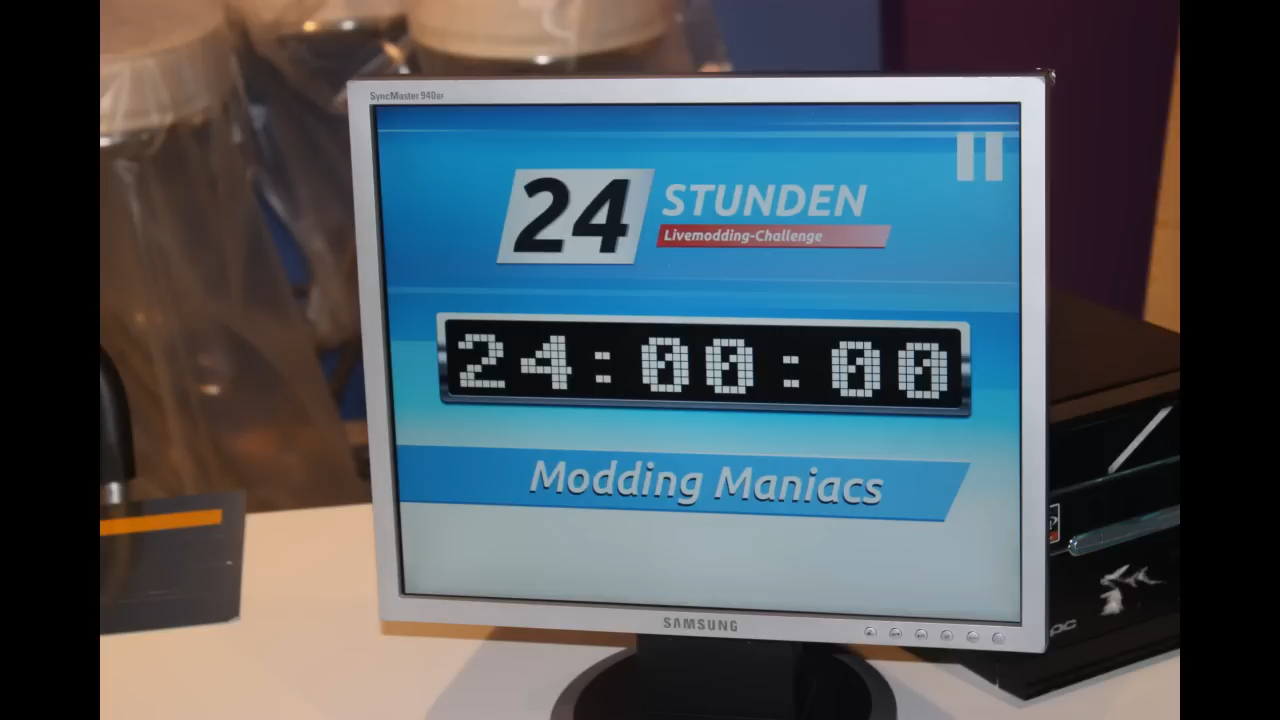 SyncMaster 940BF
24 STUNDEN
Livemodding-Challenge
24:00:00
Modding Maniacs
SAMSUNG